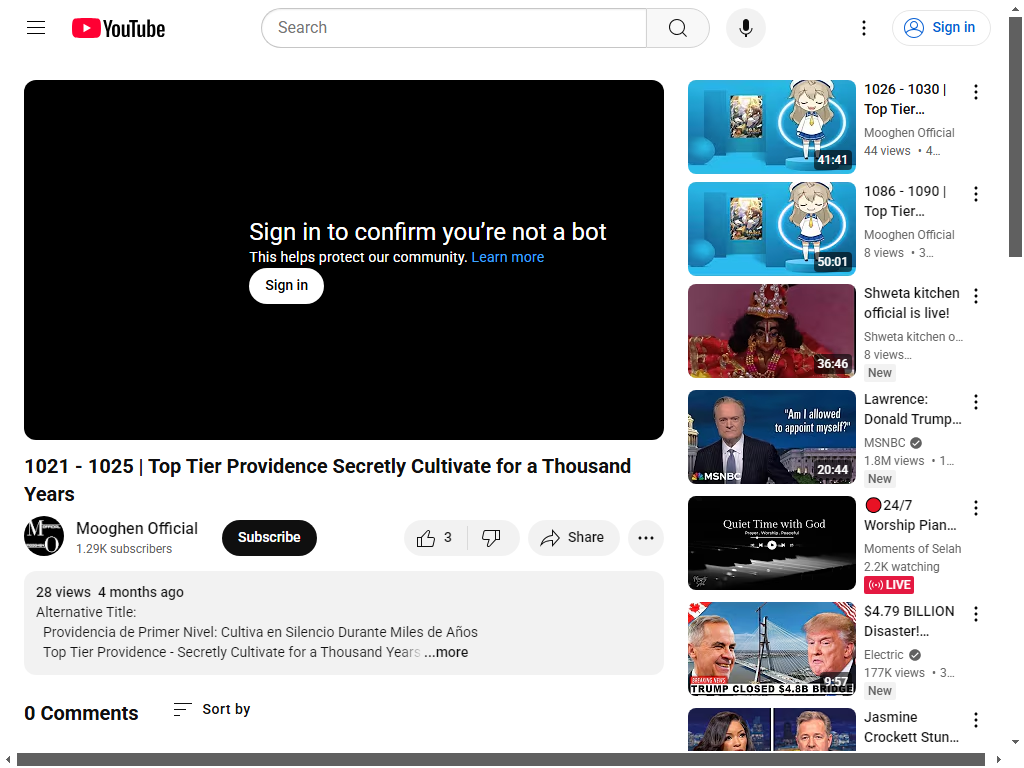 YouTube
Search
Sign in
Sign in to confirm you’re not a bot
This helps protect our community. Learn more
Sign in
1021 - 1025 | Top Tier Providence Secretly Cultivate for a Thousand
Years
Mooghen Official
1.29K subscribers
Subscribe
3
Share
28 views 4 months ago
Alternative Title:
Providencia de Primer Nivel: Cultiva en Silencio Durante Miles de Años
Top Tier Providence - Secretly Cultivate for a Thousand Years ...more
0 Comments
Sort by
41:41
1026 - 1030 |
Top Tier…
Mooghen Official
44 views • 4…
50:01
1086 - 1090 |
Top Tier…
Mooghen Official
8 views • 3…
36:46
Shweta kitchen
official is live!
Shweta kitchen o…
8 views…
New
"Am I allowed
to appoint myself?"
MSNBC
20:44
Lawrence:
Donald Trump…
MSNBC
1.8M views • 1…
New
Quiet Time with God
Prayer . Worship . Peaceful
24/7
Worship Pian…
Moments of Selah
2.2K watching
LIVE
BREAKING NEWS
TRUMP CLOSED $4.8B BRIDGE
9:57
$4.79 BILLION
Disaster!…
Electric
177K views • 3…
New
Jasmine
Crockett Stun…